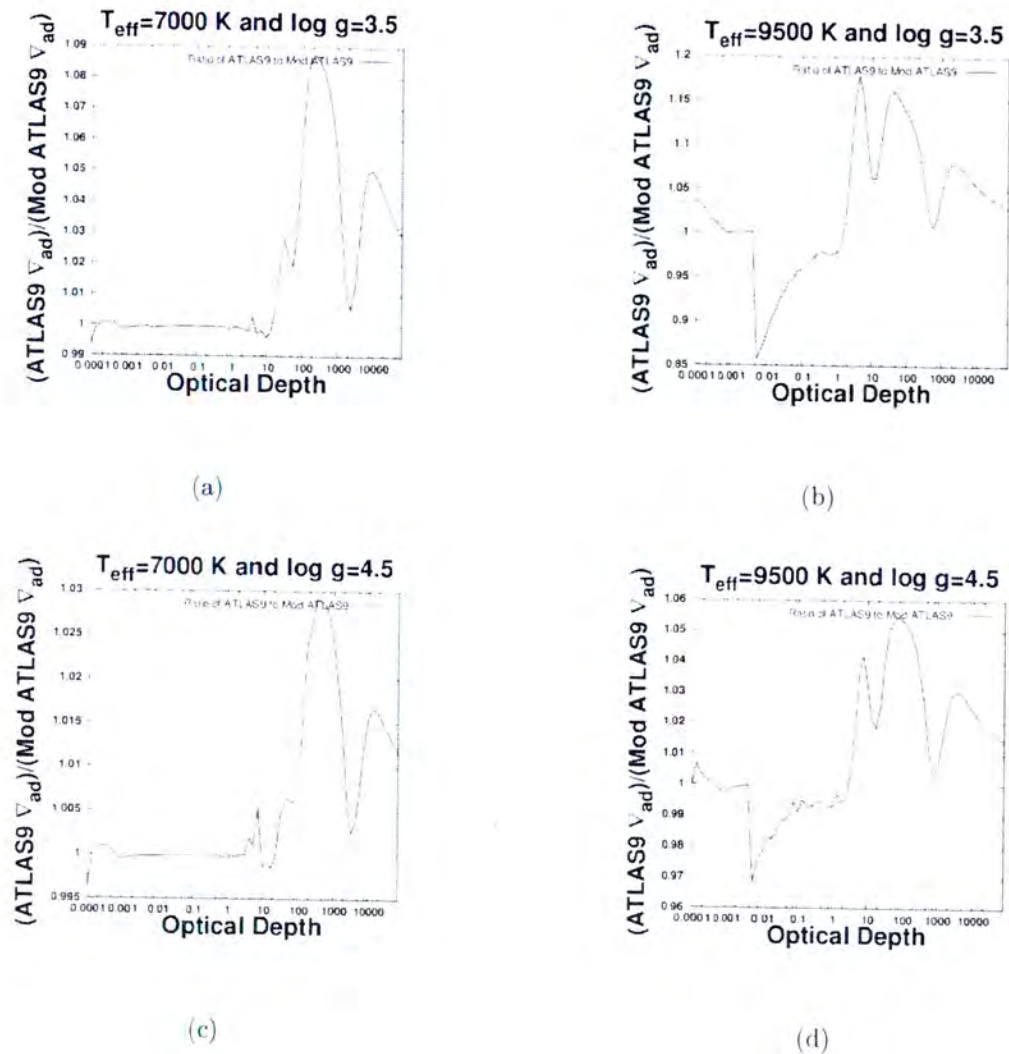 T_eff=7000 K and log g=3.5
Ratio of ATLAS9 to Mod ATLAS9
(ATLAS9 ∇_ad)/(Mod ATLAS9 ∇_ad)
1.09
1.08
1.07
1.06
1.05
1.04
1.03
1.02
1.01
1
0.99
0.0001 0.001 0.01 0.1 1 10 100 1000 10000
Optical Depth
(a)
T_eff=9500 K and log g=3.5
Ratio of ATLAS9 to Mod ATLAS9
(ATLAS9 ∇_ad)/(Mod ATLAS9 ∇_ad)
1.2
1.15
1.1
1.05
1
0.95
0.9
0.85
0.0001 0.001 0.01 0.1 1 10 100 1000 10000
Optical Depth
(b)
T_eff=7000 K and log g=4.5
Ratio of ATLAS9 to Mod ATLAS9
(ATLAS9 ∇_ad)/(Mod ATLAS9 ∇_ad)
1.03
1.025
1.02
1.015
1.01
1.005
1
0.995
0.0001 0.001 0.01 0.1 1 10 100 1000 10000
Optical Depth
(c)
T_eff=9500 K and log g=4.5
Ratio of ATLAS9 to Mod ATLAS9
(ATLAS9 ∇_ad)/(Mod ATLAS9 ∇_ad)
1.06
1.05
1.04
1.03
1.02
1.01
1
0.99
0.98
0.97
0.96
0.0001 0.001 0.01 0.1 1 10 100 1000 10000
Optical Depth
(d)